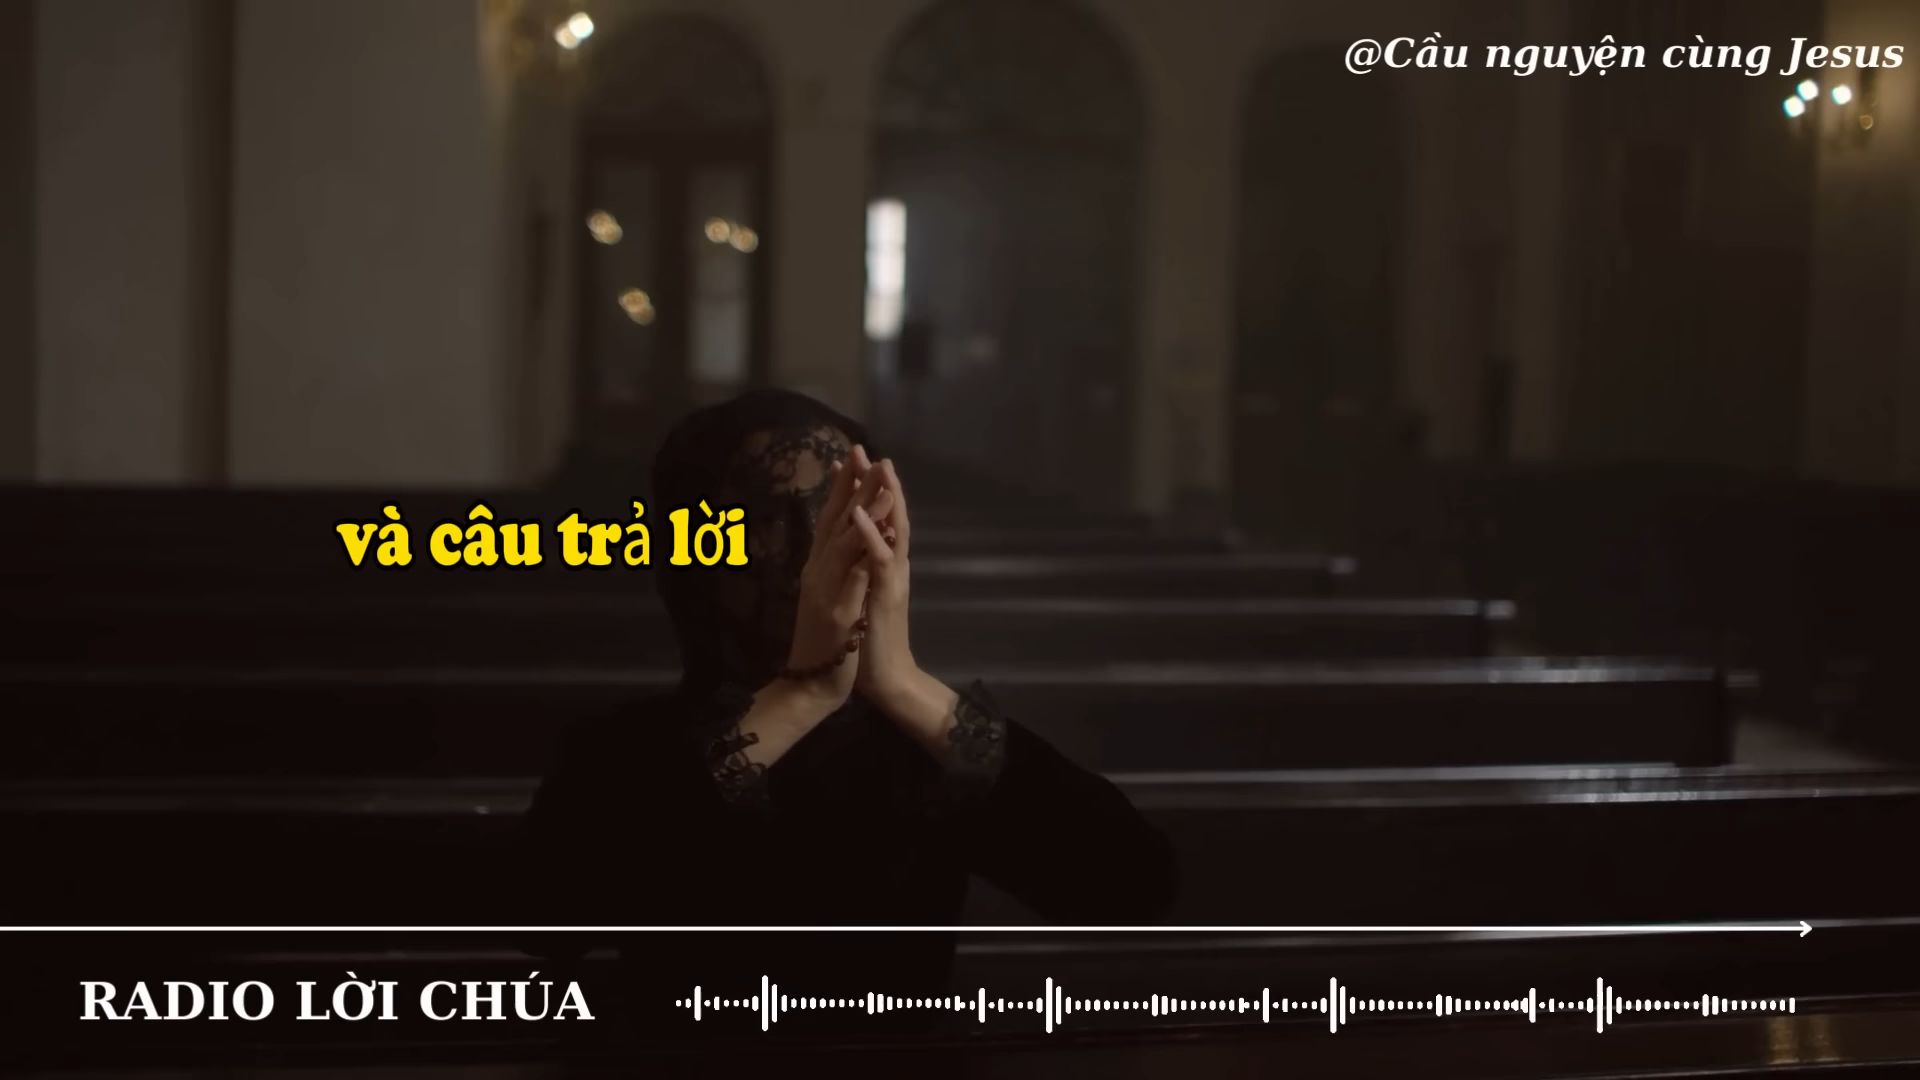 @Cầu nguyện cùng Jesus
và câu trả lời
RADIO LỜI CHÚA